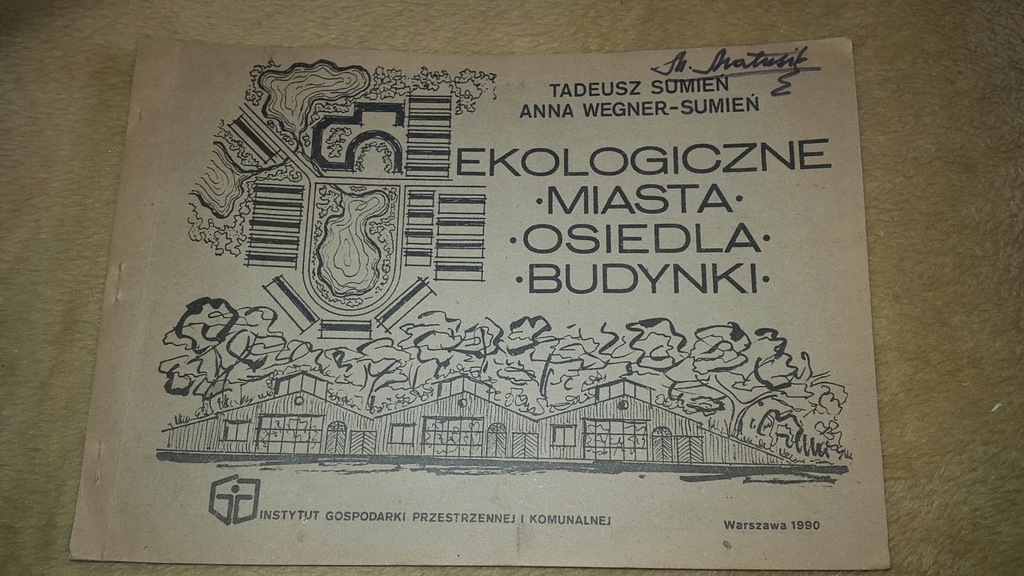 TADEUSZ SUMIEŃ
ANNA WEGNER-SUMIEŃ
EKOLOGICZNE
·MIASTA·
·OSIEDLA·
·BUDYNKI·
INSTYTUT GOSPODARKI PRZESTRZENNEJ I KOMUNALNEJ
Warszawa 1990